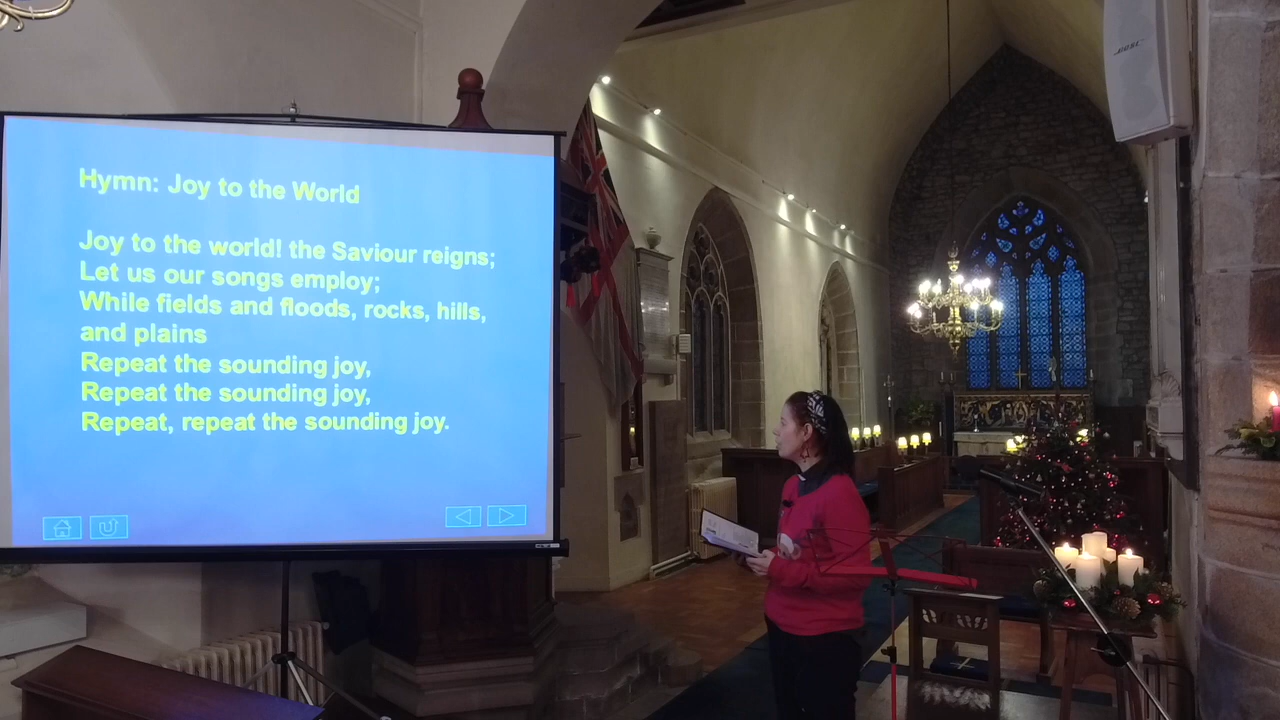 Hymn: Joy to the World
Joy to the world! the Saviour reigns;
Let us our songs employ;
While fields and floods, rocks, hills,
and plains
Repeat the sounding joy,
Repeat the sounding joy,
Repeat, repeat the sounding joy.
BOSE